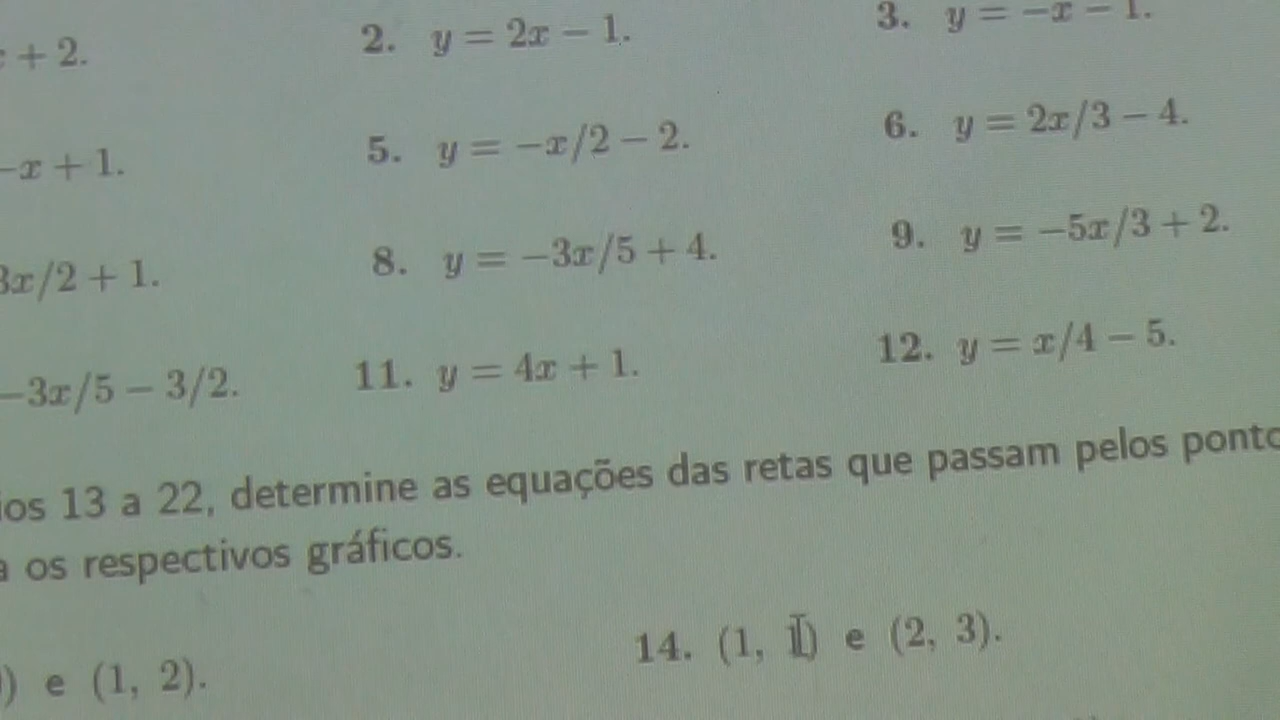 + 2. 2. y = 2x − 1. 3. y = −x − 1.
−x + 1. 5. y = −x/2 − 2. 6. y = 2x/3 − 4.
3x/2 + 1. 8. y = −3x/5 + 4. 9. y = −5x/3 + 2.
−3x/5 − 3/2. 11. y = 4x + 1. 12. y = x/4 − 5.
ios 13 a 22, determine as equações das retas que passam pelos ponto
a os respectivos gráficos.
) e (1, 2). 14. (1, 1) e (2, 3).